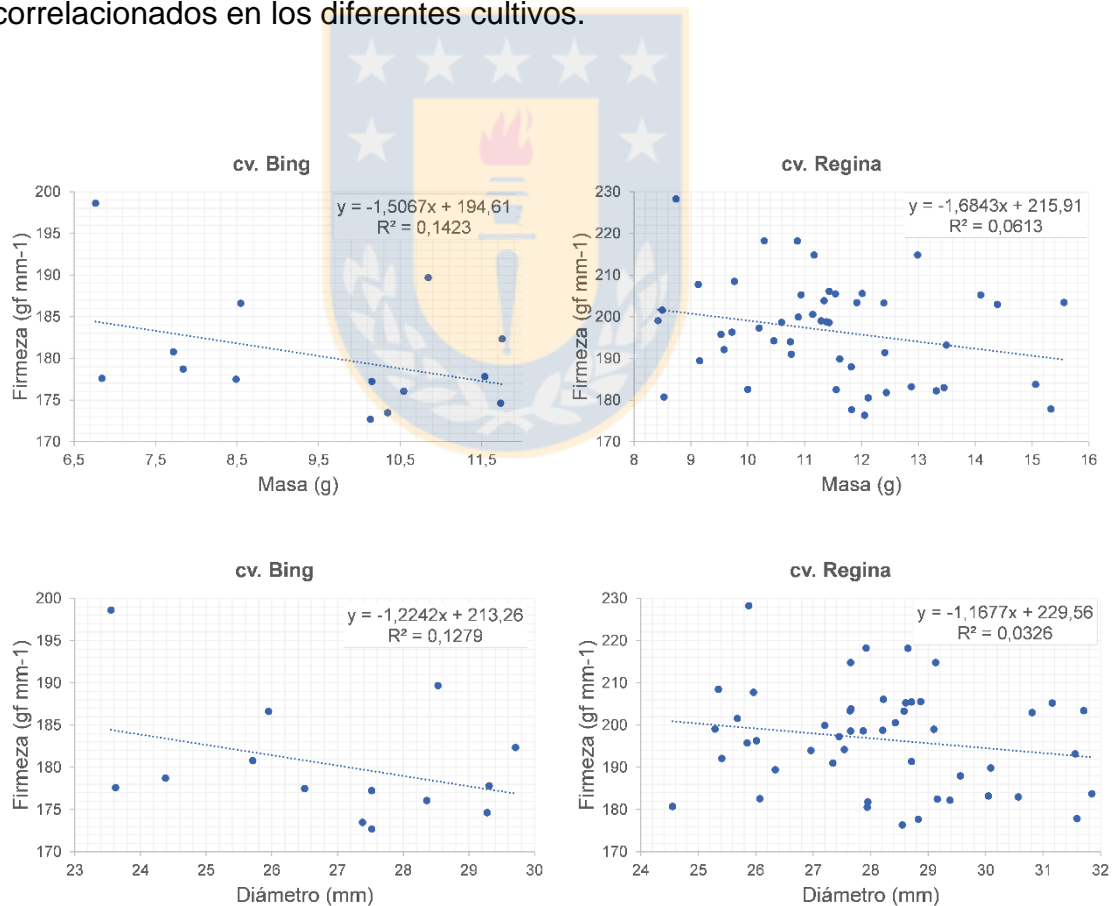 correlacionados en los diferentes cultivos.
cv. Bing
y = -1,5067x + 194,61
R² = 0,1423
Firmeza (gf mm-1)
200
195
190
185
180
175
170
6,5 7,5 8,5 9,5 10,5 11,5
Masa (g)
cv. Regina
y = -1,6843x + 215,91
R² = 0,0613
Firmeza (gf mm-1)
230
220
210
200
190
180
170
8 9 10 11 12 13 14 15 16
Masa (g)
cv. Bing
y = -1,2242x + 213,26
R² = 0,1279
Firmeza (gf mm-1)
200
195
190
185
180
175
170
23 24 25 26 27 28 29 30
Diámetro (mm)
cv. Regina
y = -1,1677x + 229,56
R² = 0,0326
Firmeza (gf mm-1)
230
220
210
200
190
180
170
24 25 26 27 28 29 30 31 32
Diámetro (mm)